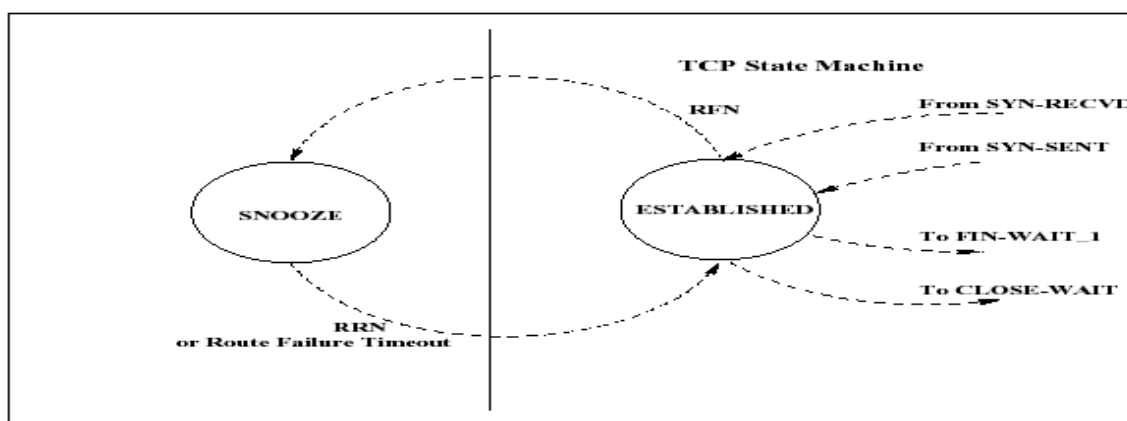 TCP State Machine
RFN
From SYN-RECVD
From SYN-SENT
SNOOZE
ESTABLISHED
To FIN-WAIT_1
To CLOSE-WAIT
RRN
or Route Failure Timeout